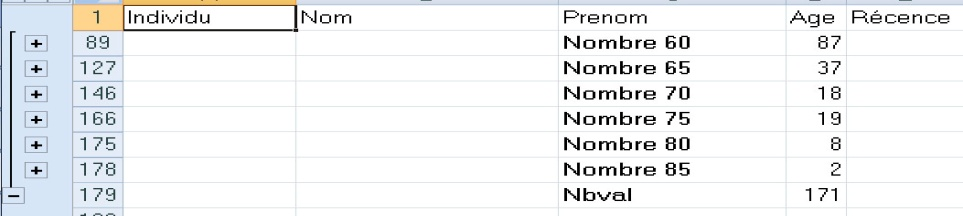 1 Individu Nom Prenom Age Récence
89 Nombre 60 87
127 Nombre 65 37
146 Nombre 70 18
166 Nombre 75 19
175 Nombre 80 8
178 Nombre 85 2
179 Nbval 171